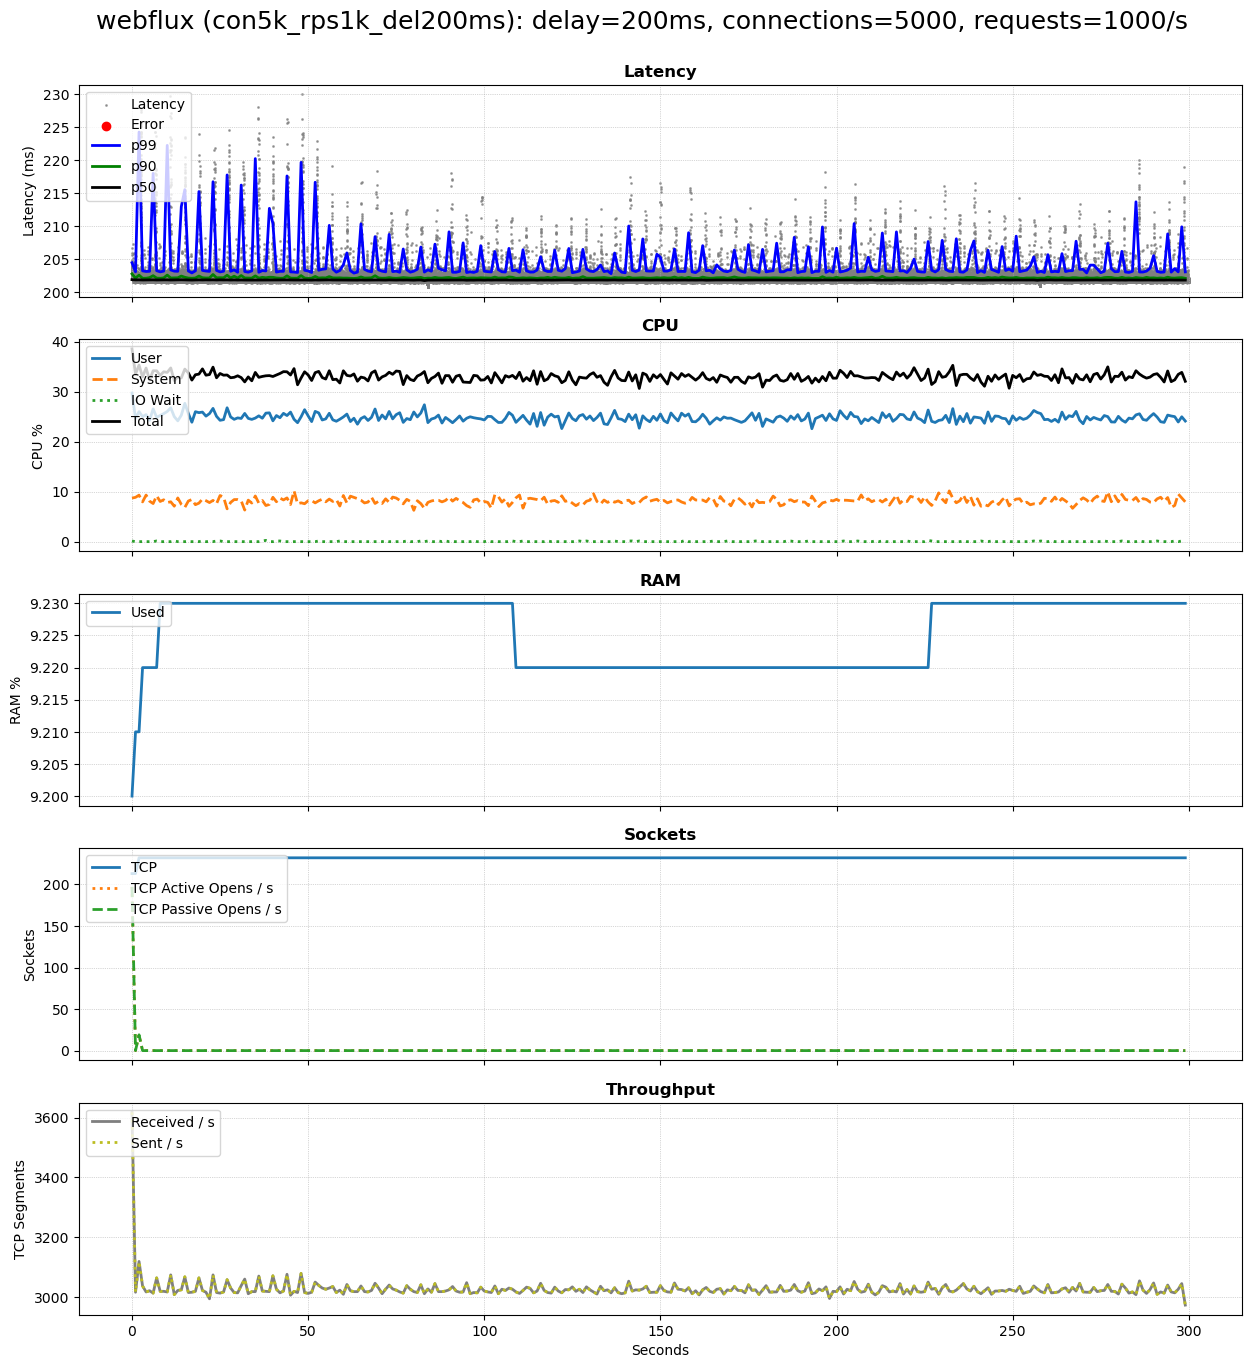 webflux (con5k_rps1k_del200ms): delay=200ms, connections=5000, requests=1000/s
Latency
230
225
220
215
210
205
200
Latency (ms)
Latency
Error
p99
p90
p50
CPU
40
30
20
10
0
CPU %
User
System
IO Wait
Total
RAM
9.230
9.225
9.220
9.215
9.210
9.205
9.200
RAM %
Used
Sockets
200
150
100
50
0
Sockets
TCP
TCP Active Opens / s
TCP Passive Opens / s
Throughput
3600
3400
3200
3000
TCP Segments
Received / s
Sent / s
0
50
100
150
200
250
300
Seconds